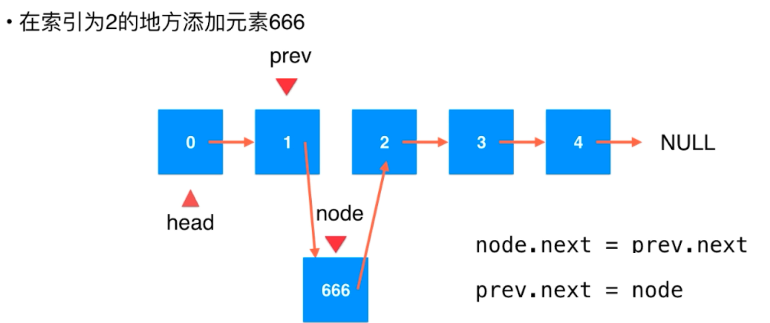 • 在索引为2的地方添加元素666
prev
0 1 2 3 4 NULL
head
node
node.next = prev.next
666
prev.next = node